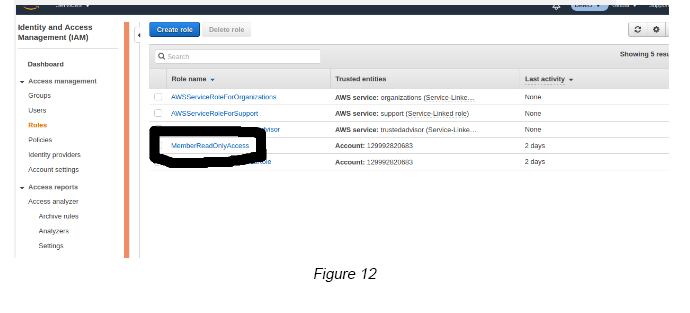 Services
Global
Support
Identity and Access
Management (IAM)
Create role
Delete role
Search
Showing 5 resu
Dashboard
Role name
Trusted entities
Last activity
Access management
AWSServiceRoleForOrganizations
AWS service: organizations (Service-Linke…
None
Groups
Users
AWSServiceRoleForSupport
AWS service: support (Service-Linked role)
None
Roles
visor
AWS service: trustedadvisor (Service-Linke…
None
Policies
MemberReadOnlyAccess
Account: 129992820683
2 days
Identity providers
Account: 129992820683
2 days
Account settings
Access reports
Access analyzer
Archive rules
Analyzers
Settings
Figure 12